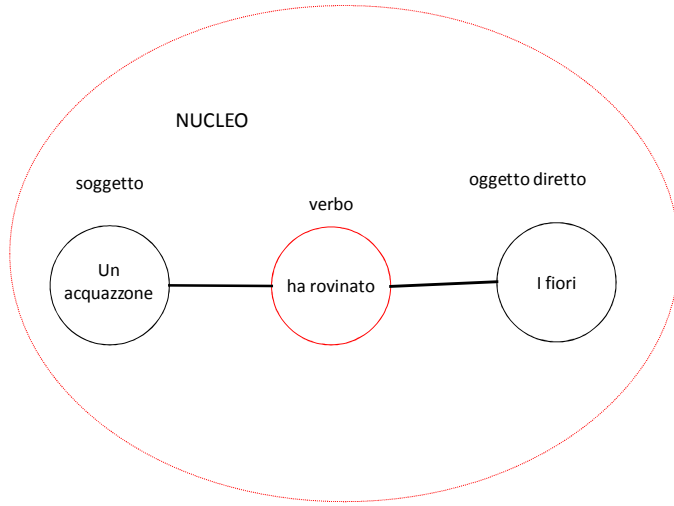 NUCLEO
soggetto
verbo
oggetto diretto
Un
acquazzone
ha rovinato
I fiori